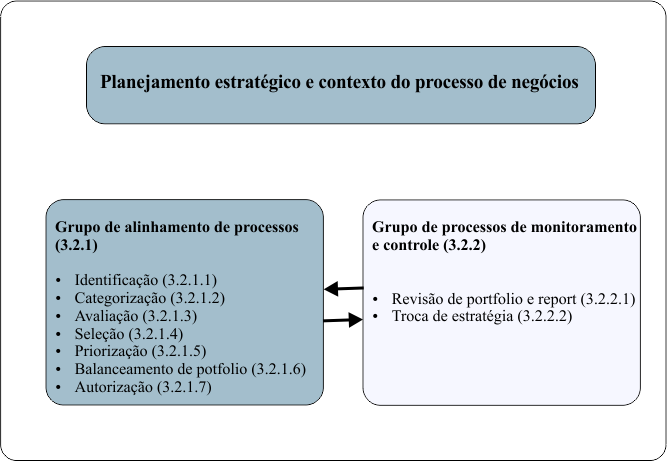 Planejamento estratégico e contexto do processo de negócios
Grupo de alinhamento de processos
(3.2.1)
• Identificação (3.2.1.1)
• Categorização (3.2.1.2)
• Avaliação (3.2.1.3)
• Seleção (3.2.1.4)
• Priorização (3.2.1.5)
• Balanceamento de potfolio (3.2.1.6)
• Autorização (3.2.1.7)
Grupo de processos de monitoramento
e controle (3.2.2)
• Revisão de portfolio e report (3.2.2.1)
• Troca de estratégia (3.2.2.2)